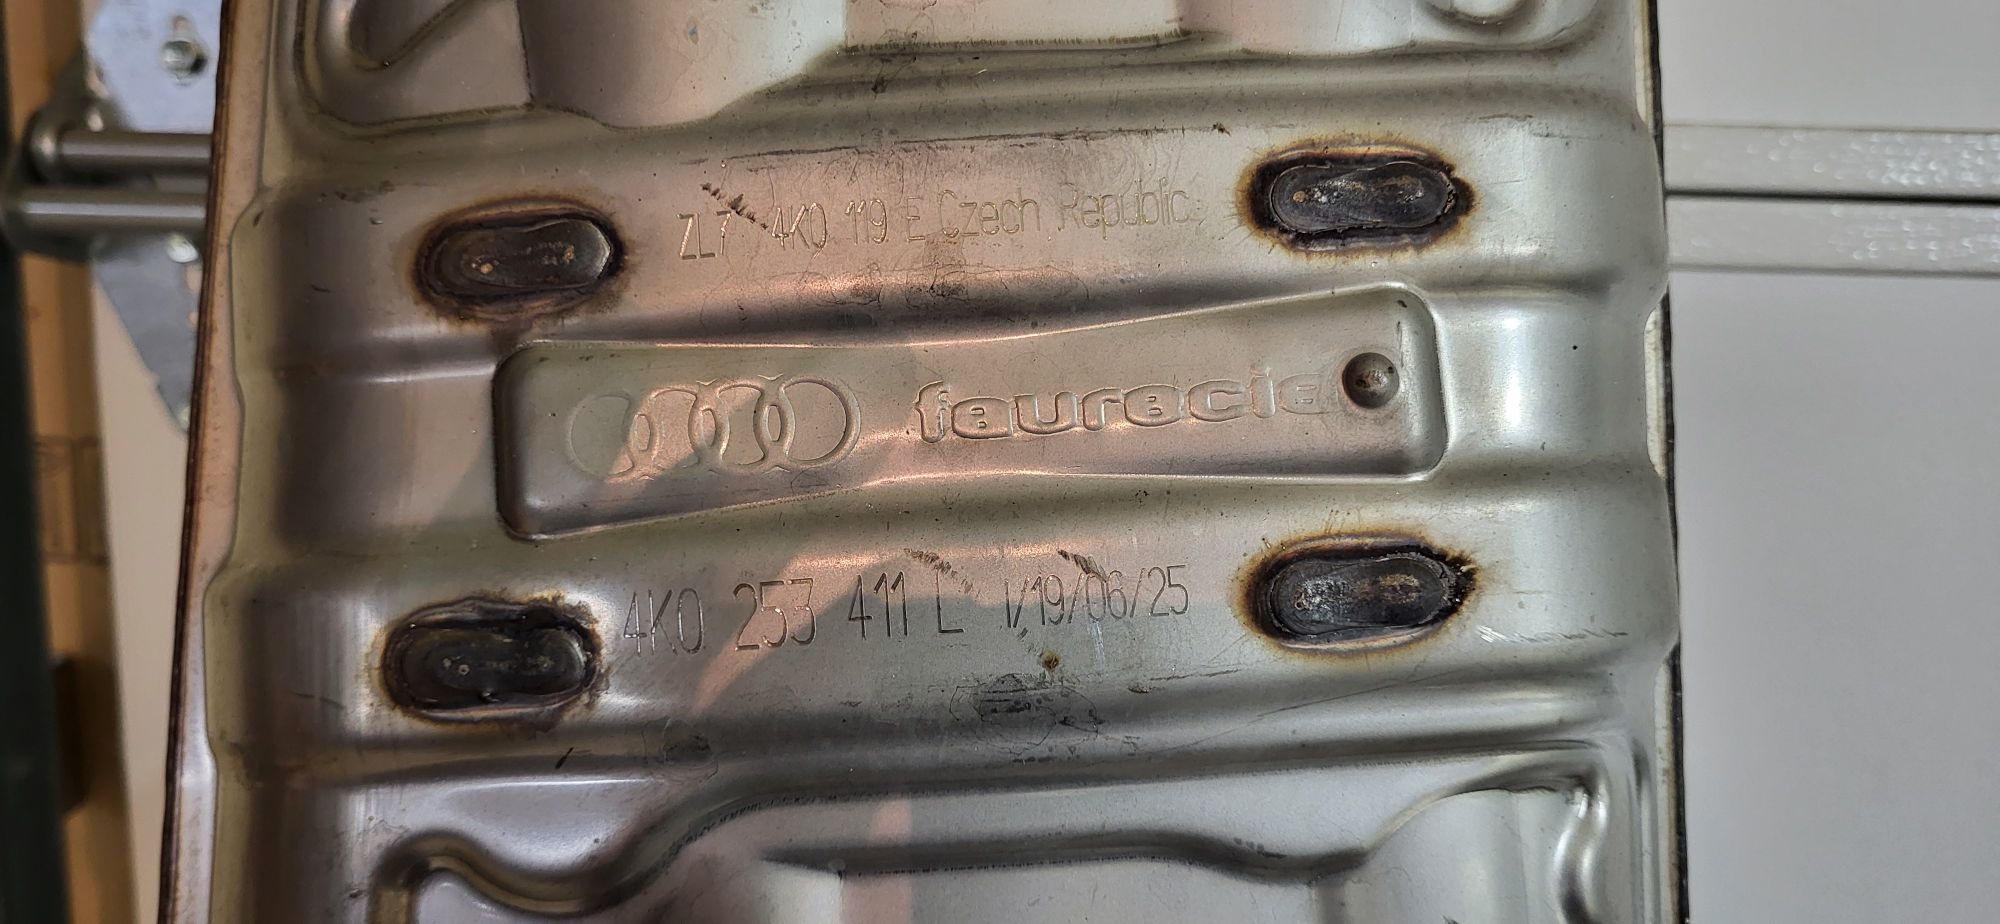 ZL7 4K0 119 E Czech Republic
faurecia
4K0 253 411 L 1/19/06/25